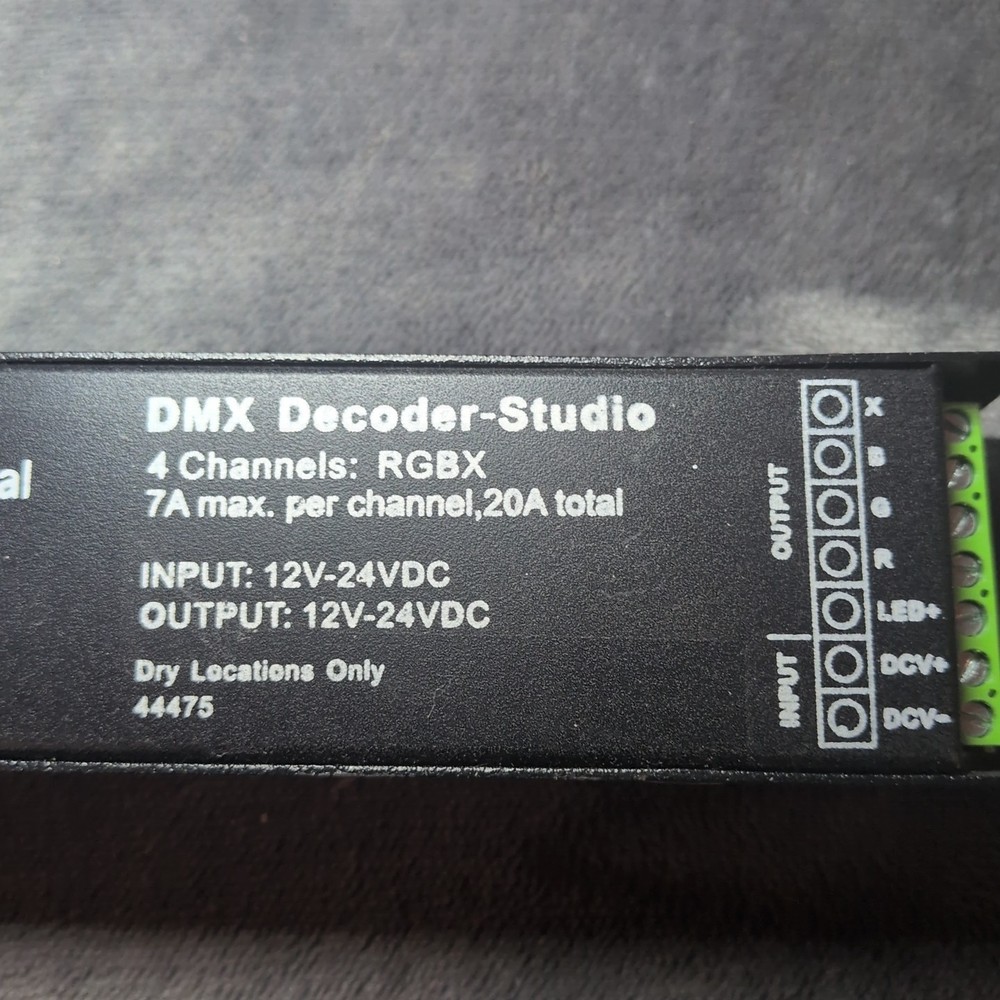 al
DMX Decoder-Studio
4 Channels: RGBX
7A max. per channel,20A total
INPUT: 12V-24VDC
OUTPUT: 12V-24VDC
Dry Locations Only
44475
OUTPUT
X
B
G
R
LED+
INPUT
DCV+
DCV-